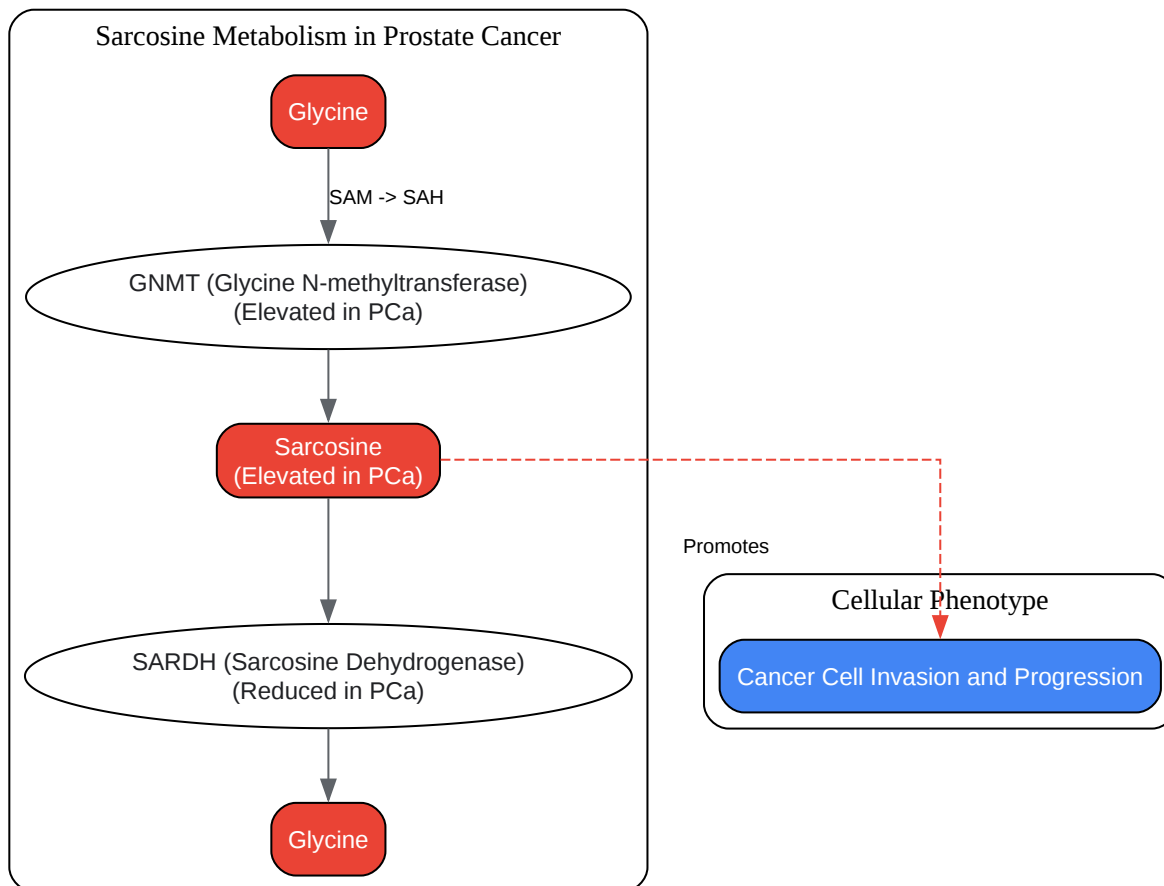 Sarcosine Metabolism in Prostate Cancer
Glycine
SAM -> SAH
GNMT (Glycine N-methyltransferase)
(Elevated in PCa)
Sarcosine
(Elevated in PCa)
Promotes
Cellular Phenotype
SARDH (Sarcosine Dehydrogenase)
(Reduced in PCa)
Cancer Cell Invasion and Progression
Glycine